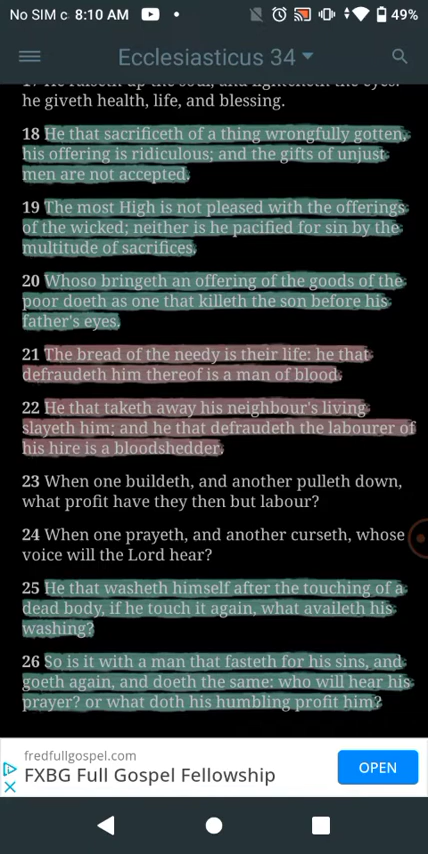 No SIM c 8:10 AM 49%
Ecclesiasticus 34
he giveth health, life, and blessing.
18 He that sacrificeth of a thing wrongfully gotten,
his offering is ridiculous; and the gifts of unjust
men are not accepted.
19 The most High is not pleased with the offerings
of the wicked; neither is he pacified for sin by the
multitude of sacrifices.
20 Whoso bringeth an offering of the goods of the
poor doeth as one that killeth the son before his
father's eyes.
21 The bread of the needy is their life: he that
defraudeth him thereof is a man of blood.
22 He that taketh away his neighbour's living
slayeth him; and he that defraudeth the labourer of
his hire is a bloodshedder.
23 When one buildeth, and another pulleth down,
what profit have they then but labour?
24 When one prayeth, and another curseth, whose
voice will the Lord hear?
25 He that washeth himself after the touching of a
dead body, if he touch it again, what availeth his
washing?
26 So is it with a man that fasteth for his sins, and
goeth again, and doeth the same: who will hear his
prayer? or what doth his humbling profit him?
fredfullgospel.com
FXBG Full Gospel Fellowship
OPEN